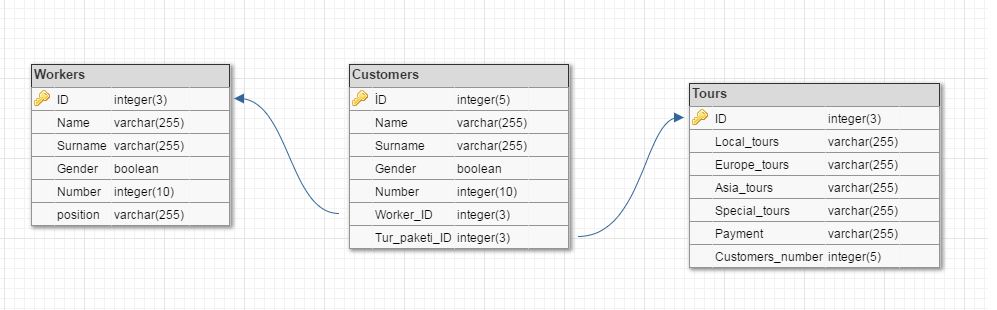 Workers
ID integer(3)
Name varchar(255)
Surname varchar(255)
Gender boolean
Number integer(10)
position varchar(255)
Customers
İD integer(5)
Name varchar(255)
Surname varchar(255)
Gender boolean
Number integer(10)
Worker_ID integer(3)
Tur_paketi_ID integer(3)
Tours
ID integer(3)
Local_tours varchar(255)
Europe_tours varchar(255)
Asia_tours varchar(255)
Special_tours varchar(255)
Payment varchar(255)
Customers_number integer(5)